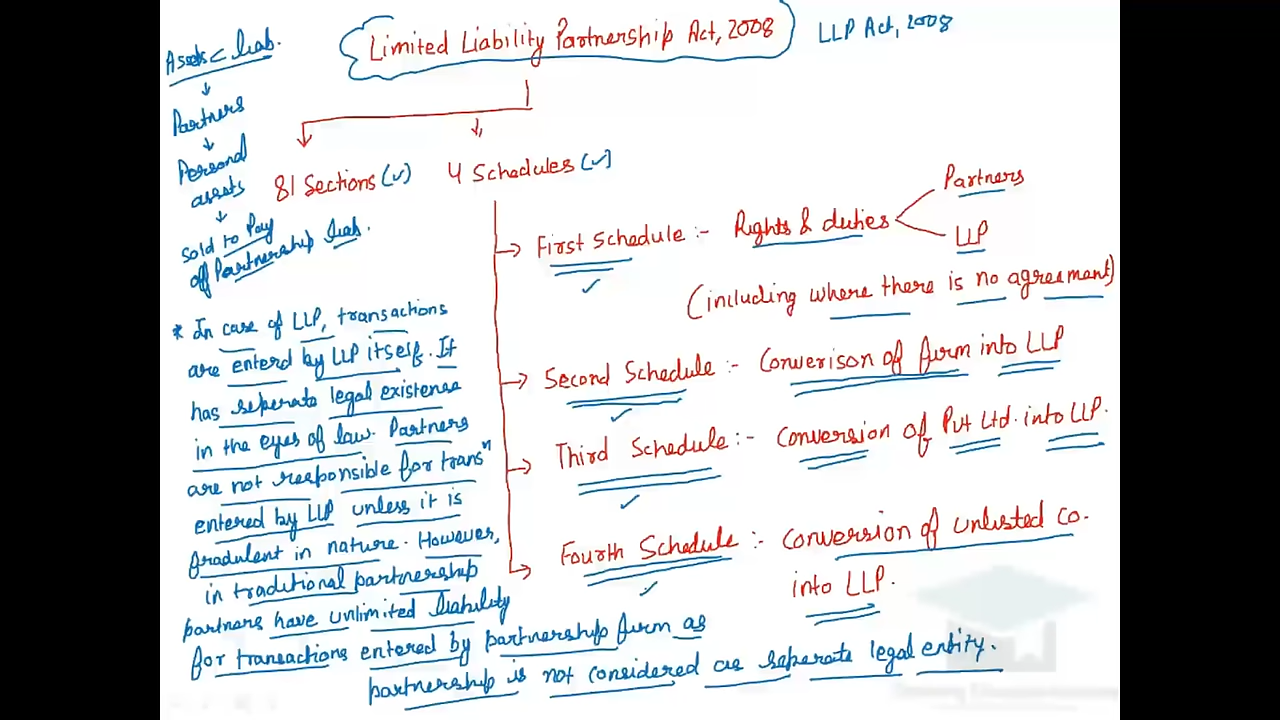 Limited Liability Partnership Act, 2008
LLP Act, 2008
Assets < liab.
Partners
Personal
assets
sold to Pay
off Partnership liab.
81 Sections (✓)
4 Schedules (✓)
First Schedule :- Rights & duties
Partners
LLP
(including where there is no agreement)
Second Schedule :- Converison of firm into LLP
Third Schedule :- Conversion of Pvt Ltd. into LLP.
Fourth Schedule :- Conversion of unlisted co.
into LLP.
* In case of LLP, transactions
are entered by LLP itself. It
has seperate legal existence
in the eyes of law. Partners
are not responsible for transⁿ
entered by LLP unless it is
fradulent in nature. However,
in traditional partnership
partners have unlimited liability
for transactions entered by partnership firm as
partnership is not considered as seperate legal entity.